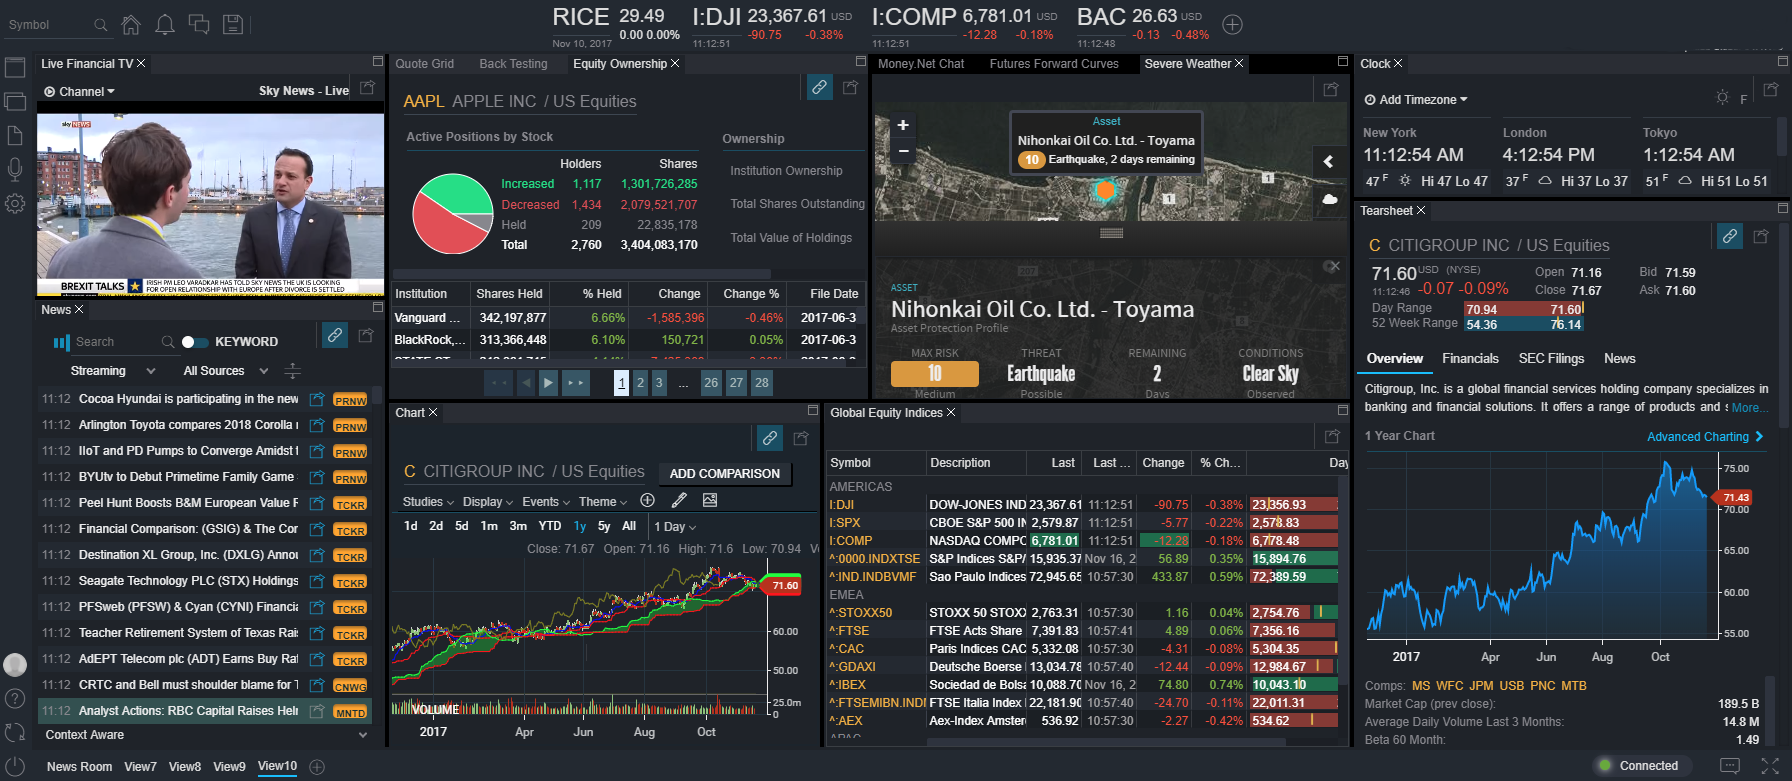 Symbol
RICE 29.49
Nov 10, 2017 0.00 0.00%
I:DJI 23,367.61 USD
11:12:51 -90.75 -0.38%
I:COMP 6,781.01 USD
11:12:51 -12.28 -0.18%
BAC 26.63 USD
11:12:48 -0.13 -0.48%
Live Financial TV
Channel
Sky News - Live
sky NEWS
BREXIT TALKS
IRISH PM LEO VARADKAR HAS TOLD SKY NEWS THE UK IS LOOKING
FOR OPEN RELATIONSHIP WITH EUROPE AFTER DIVORCE IS SETTLED
News
Search KEYWORD
Streaming All Sources
11:12 Cocoa Hyundai is participating in the new PRNW
11:12 Arlington Toyota compares 2018 Corolla PRNW
11:12 IIoT and PD Pumps to Converge Amidst PRNW
11:12 BYUtv to Debut Primetime Family Game PRNW
11:12 Peel Hunt Boosts B&M European Value TCKR
11:12 Financial Comparison: (GSIG) & The Cor TCKR
11:12 Destination XL Group, Inc. (DXLG) Annou TCKR
11:12 Seagate Technology PLC (STX) Holdings TCKR
11:12 PFSweb (PFSW) & Cyan (CYNI) Financia TCKR
11:12 Teacher Retirement System of Texas Rais TCKR
11:12 AdEPT Telecom plc (ADT) Earns Buy Rat TCKR
11:12 CRTC and Bell must shoulder blame for T CNWG
11:12 Analyst Actions: RBC Capital Raises Helm MNTD
Context Aware
Quote Grid Back Testing Equity Ownership
AAPL APPLE INC / US Equities
Active Positions by Stock
Holders Shares
Increased 1,117 1,301,726,285
Decreased 1,434 2,079,521,707
Held 209 22,835,178
Total 2,760 3,404,083,170
Ownership
Institution Ownership
Total Shares Outstanding
Total Value of Holdings
Institution Shares Held % Held Change Change % File Date
Vanguard ... 342,197,877 6.66% -1,585,396 -0.46% 2017-06-3
BlackRock,... 313,366,448 6.10% 150,721 0.05% 2017-06-3
1 2 3 ... 26 27 28
Money.Net Chat Futures Forward Curves Severe Weather
Asset
Nihonkai Oil Co. Ltd. - Toyama
10 Earthquake, 2 days remaining
1
1
207
ASSET
Nihonkai Oil Co. Ltd. - Toyama
Asset Protection Profile
MAX RISK THREAT REMAINING CONDITIONS
10 Earthquake 2 Clear Sky
Medium Possible Days Observed
Chart
C CITIGROUP INC / US Equities ADD COMPARISON
Studies Display Events Theme
1d 2d 5d 1m 3m YTD 1y 5y All 1 Day
Close: 71.67 Open: 71.16 High: 71.6 Low: 70.94
71.60
60.00
50.00
25.0m
0
VOLUME
2017 Apr Jun Aug Oct
Global Equity Indices
Symbol Description Last Last ... Change % Ch... Day
AMERICAS
I:DJI DOW-JONES IND 23,367.61 11:12:51 -90.75 -0.38% 23,356.93
I:SPX CBOE S&P 500 IN 2,579.87 11:12:51 -5.77 -0.22% 2,578.83
I:COMP NASDAQ COMPO 6,781.01 11:12:51 -12.28 -0.18% 6,778.48
^:0000.INDXTSE S&P Indices S&P/ 15,935.37 Nov 16, 2 56.89 0.35% 15,894.76
^:IND.INDBVMF Sao Paulo Indices 72,945.65 10:57:30 433.87 0.59% 72,389.59
EMEA
^:STOXX50 STOXX 50 STOX 2,763.31 10:57:30 1.16 0.04% 2,754.76
^:FTSE FTSE Acts Share 7,391.83 10:57:41 4.89 0.06% 7,356.16
^:CAC Paris Indices CAC 5,332.08 10:57:30 -4.31 -0.08% 5,304.35
^:GDAXI Deutsche Boerse 13,034.78 10:57:40 -12.44 -0.09% 12,984.67
^:IBEX Sociedad de Bolsa 10,088.70 Nov 16, 2 74.80 0.74% 10,043.10
^:FTSEMIBN.INDI FTSE Italia Index 22,181.90 10:57:40 -24.70 -0.11% 22,011.31
^:AEX Aex-Index Amster 536.92 10:57:30 -2.27 -0.42% 534.62
APAC
Clock
Add Timezone F
New York London Tokyo
11:12:54 AM 4:12:54 PM 1:12:54 AM
47 F Hi 47 Lo 47 37 F Hi 37 Lo 37 51 F Hi 51 Lo 51
Tearsheet
C CITIGROUP INC / US Equities
71.60 USD (NYSE) Open 71.16 Bid 71.59
11:12:46 -0.07 -0.09% Close 71.67 Ask 71.60
Day Range 70.94 71.60
52 Week Range 54.36 76.14
Overview Financials SEC Filings News
Citigroup, Inc. is a global financial services holding company specializes in
banking and financial solutions. It offers a range of products and s More...
1 Year Chart Advanced Charting
75.00
71.43
70.00
65.00
60.00
55.00
2017 Apr Jun Aug Oct
Comps: MS WFC JPM USB PNC MTB
Market Cap (prev close): 189.5 B
Average Daily Volume Last 3 Months: 14.8 M
Beta 60 Month: 1.49
News Room View7 View8 View9 View10
Connected